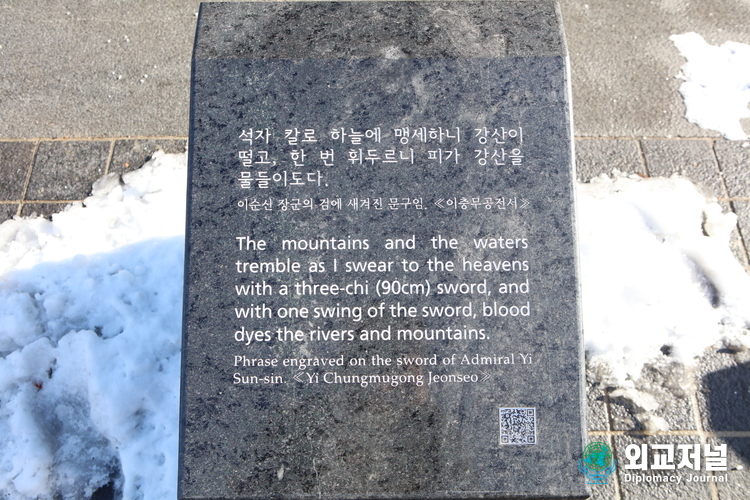 석자 칼로 하늘에 맹세하니 강산이
떨고, 한 번 휘두르니 피가 강산을
물들이도다.
이순신 장군의 검에 새겨진 문구임. 《이충무공전서》
The mountains and the waters
tremble as I swear to the heavens
with a three-chi (90cm) sword, and
with one swing of the sword, blood
dyes the rivers and mountains.
Phrase engraved on the sword of Admiral Yi
Sun-sin. 《Yi Chungmugong Jeonseo》
외교저널
Diplomacy Journal